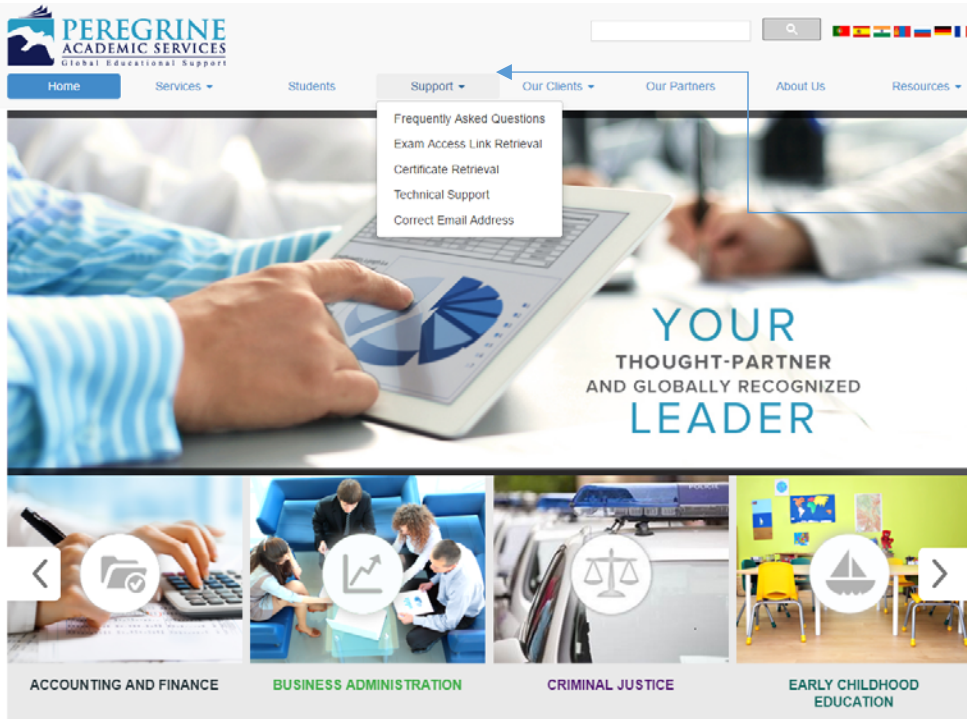 PEREGRINE
ACADEMIC SERVICES
Global Educational Support
Home Services Students Support Our Clients Our Partners About Us Resources
Frequently Asked Questions
Exam Access Link Retrieval
Certificate Retrieval
Technical Support
Correct Email Address
YOUR
THOUGHT-PARTNER
AND GLOBALLY RECOGNIZED
LEADER
ACCOUNTING AND FINANCE
BUSINESS ADMINISTRATION
CRIMINAL JUSTICE
EARLY CHILDHOOD
EDUCATION